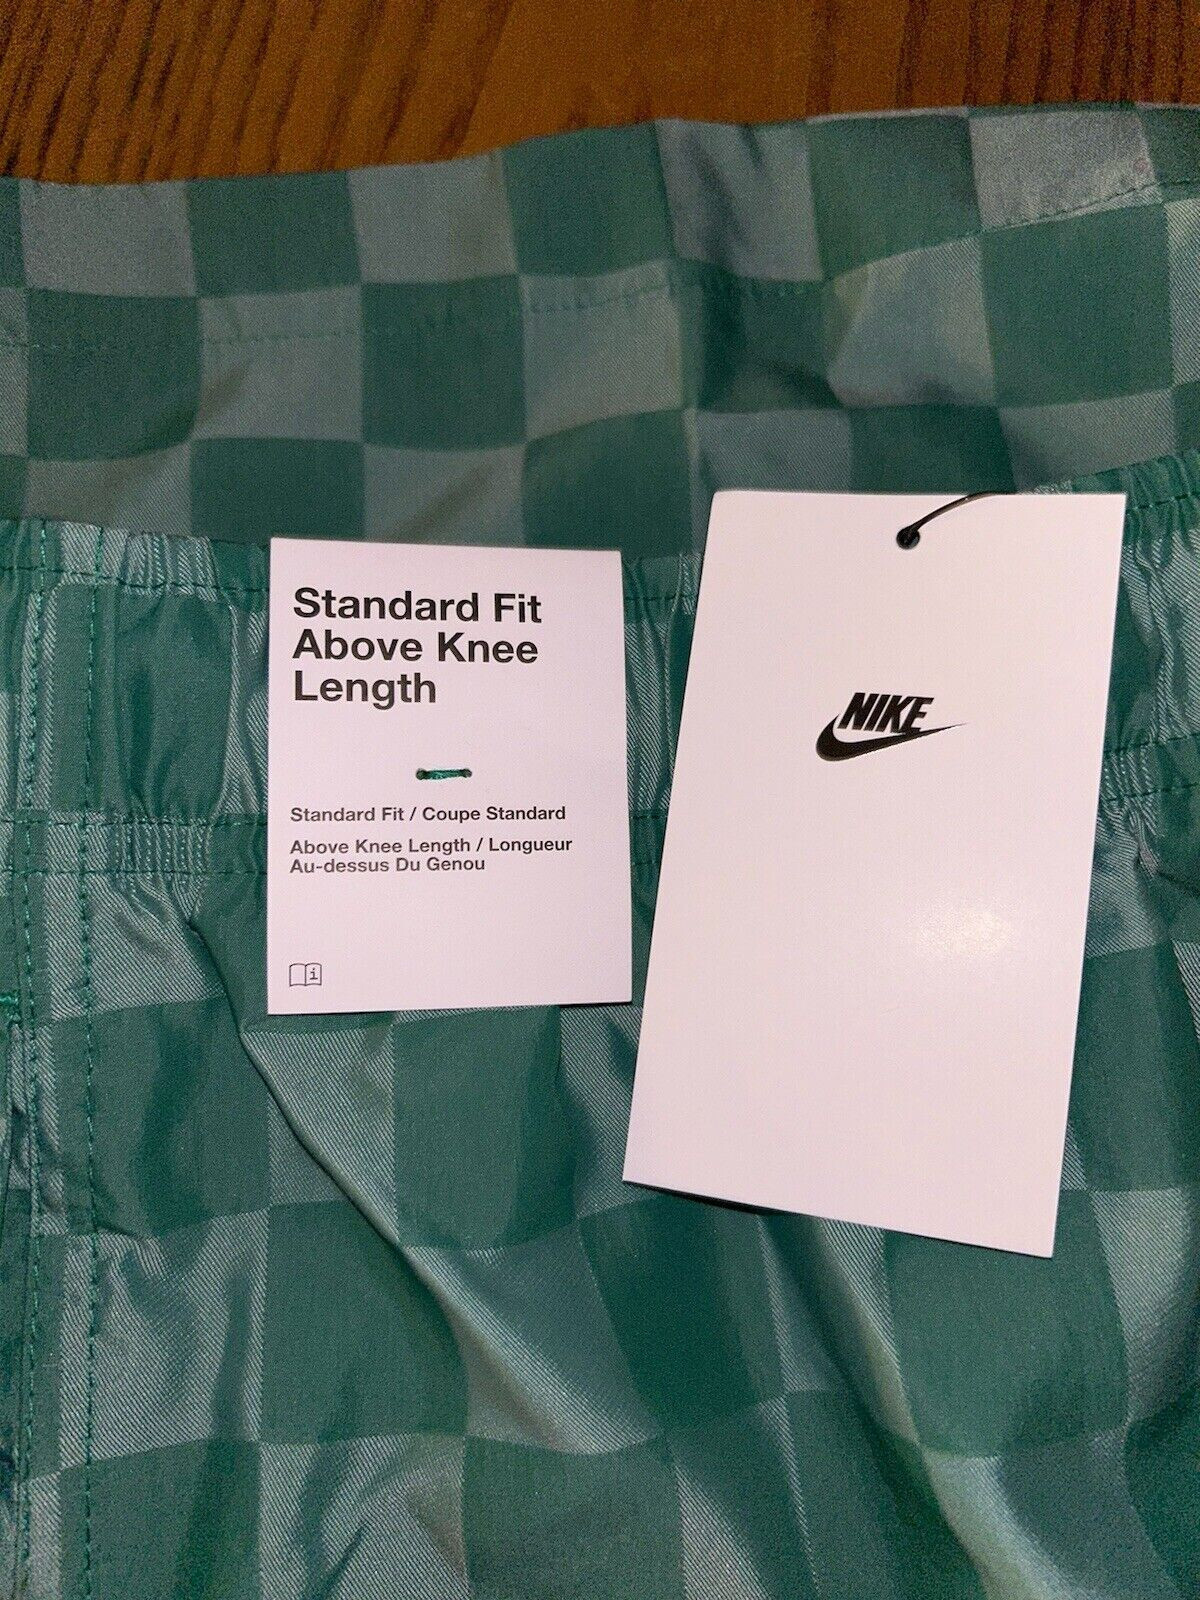 Standard Fit
Above Knee
Length
Standard Fit / Coupe Standard
Above Knee Length / Longueur
Au-dessus Du Genou
i
NIKE